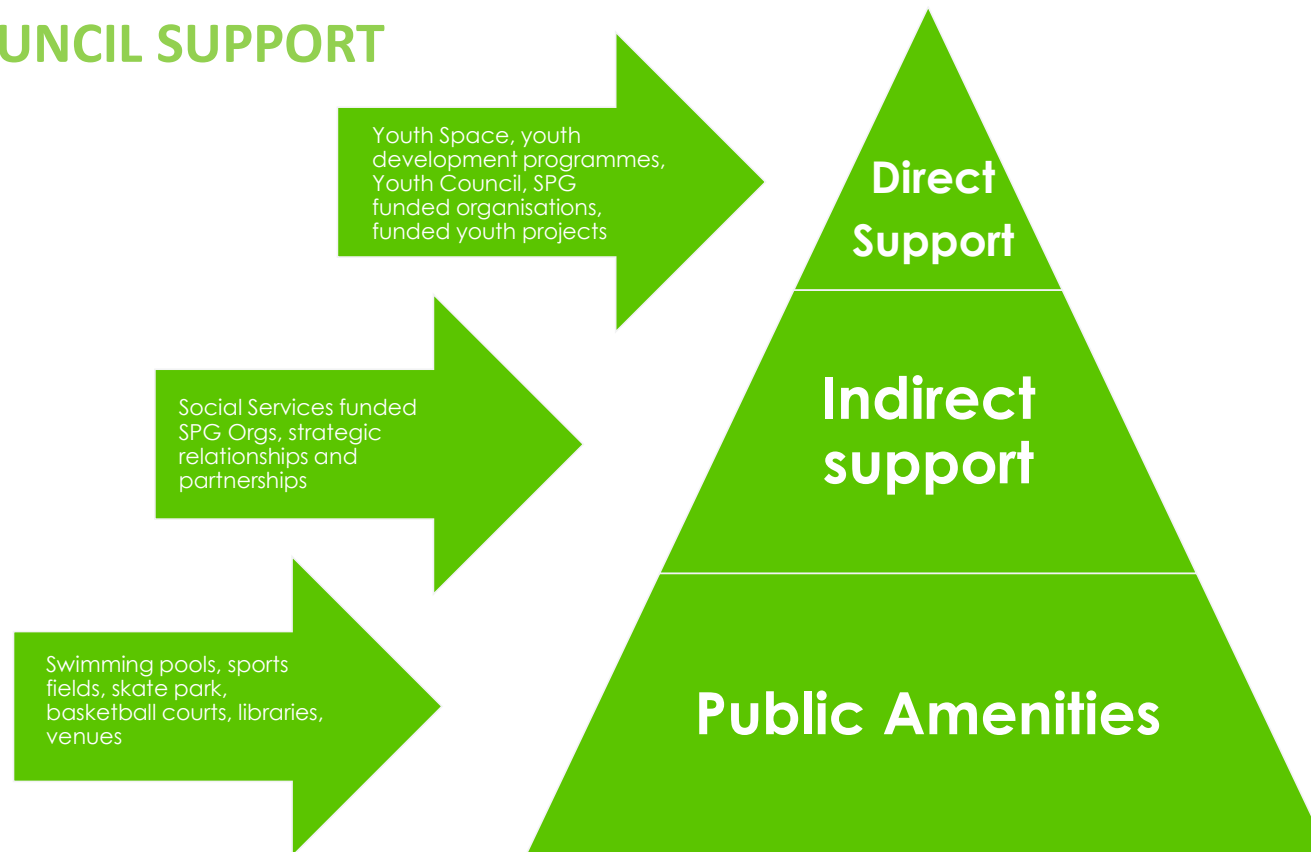 UNCIL SUPPORT
Youth Space, youth
development programmes,
Youth Council, SPG
funded organisations,
funded youth projects
Direct
Support
Social Services funded
SPG Orgs, strategic
relationships and
partnerships
Indirect
support
Swimming pools, sports
fields, skate park,
basketball courts, libraries,
venues
Public Amenities